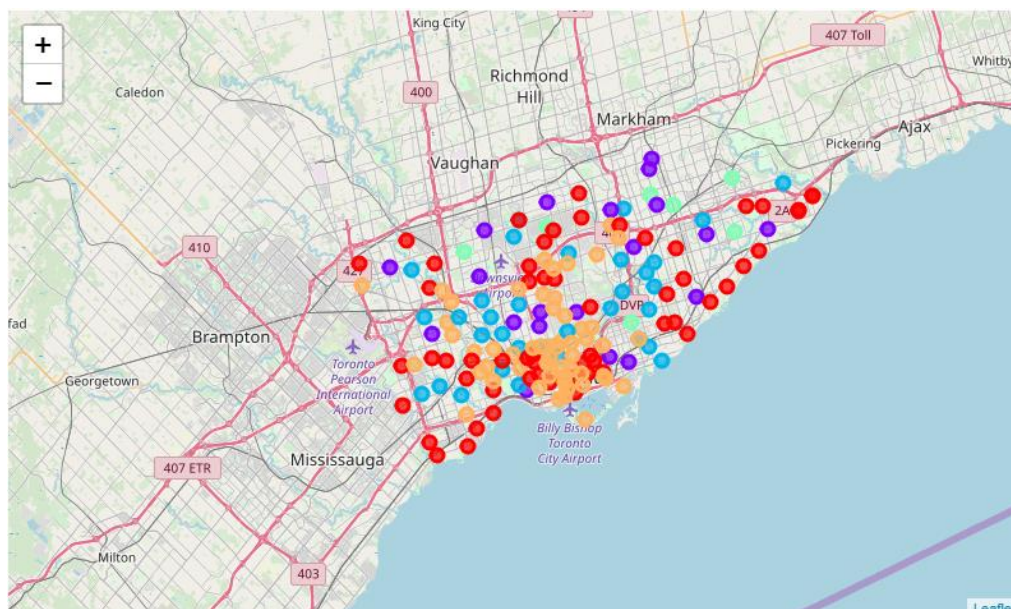 +
−
King City
407 Toll
Whitby
Caledon
400
Richmond
Hill
Markham
Ajax
Pickering
Vaughan
410
427
2A
Airport
DVP
Brampton
Toronto
Pearson
International
Airport
Georgetown
Billy Bishop
Toronto
City Airport
Mississauga
407 ETR
Milton
403